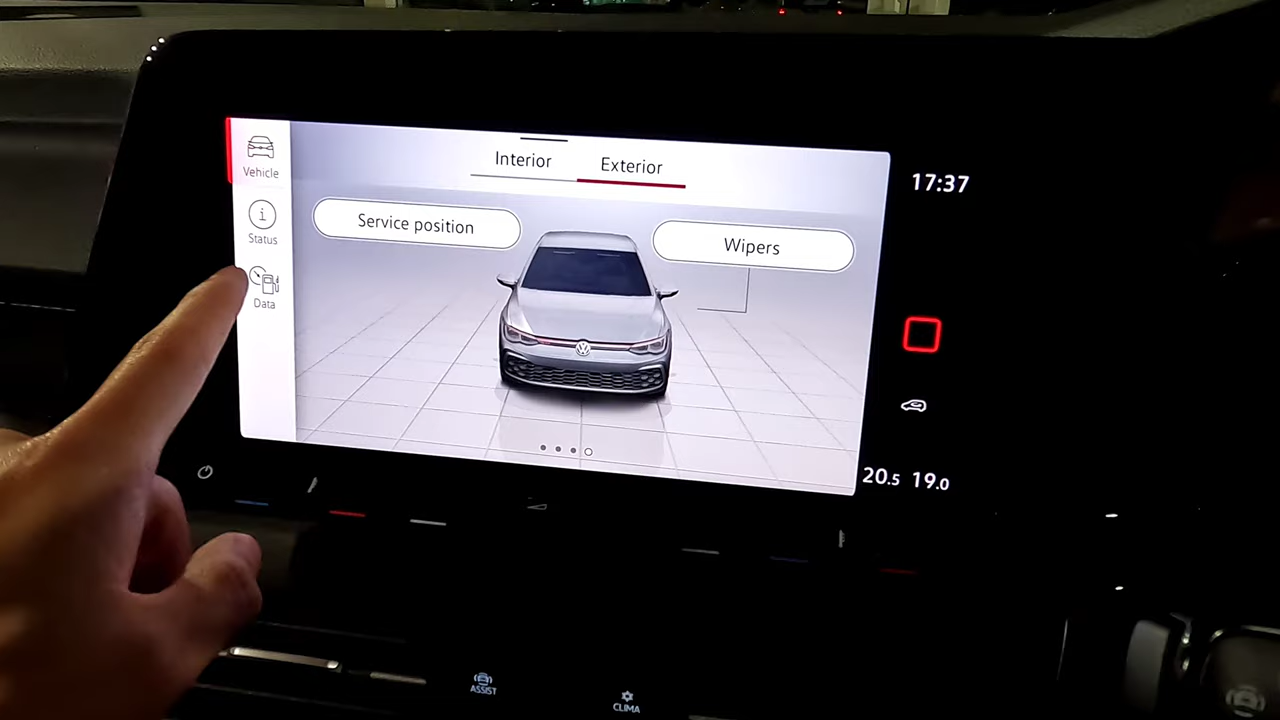 Interior
Exterior
17:37
Vehicle
Service position
Wipers
Status
Data
20.5 19.0
ASSIST
CLIMA